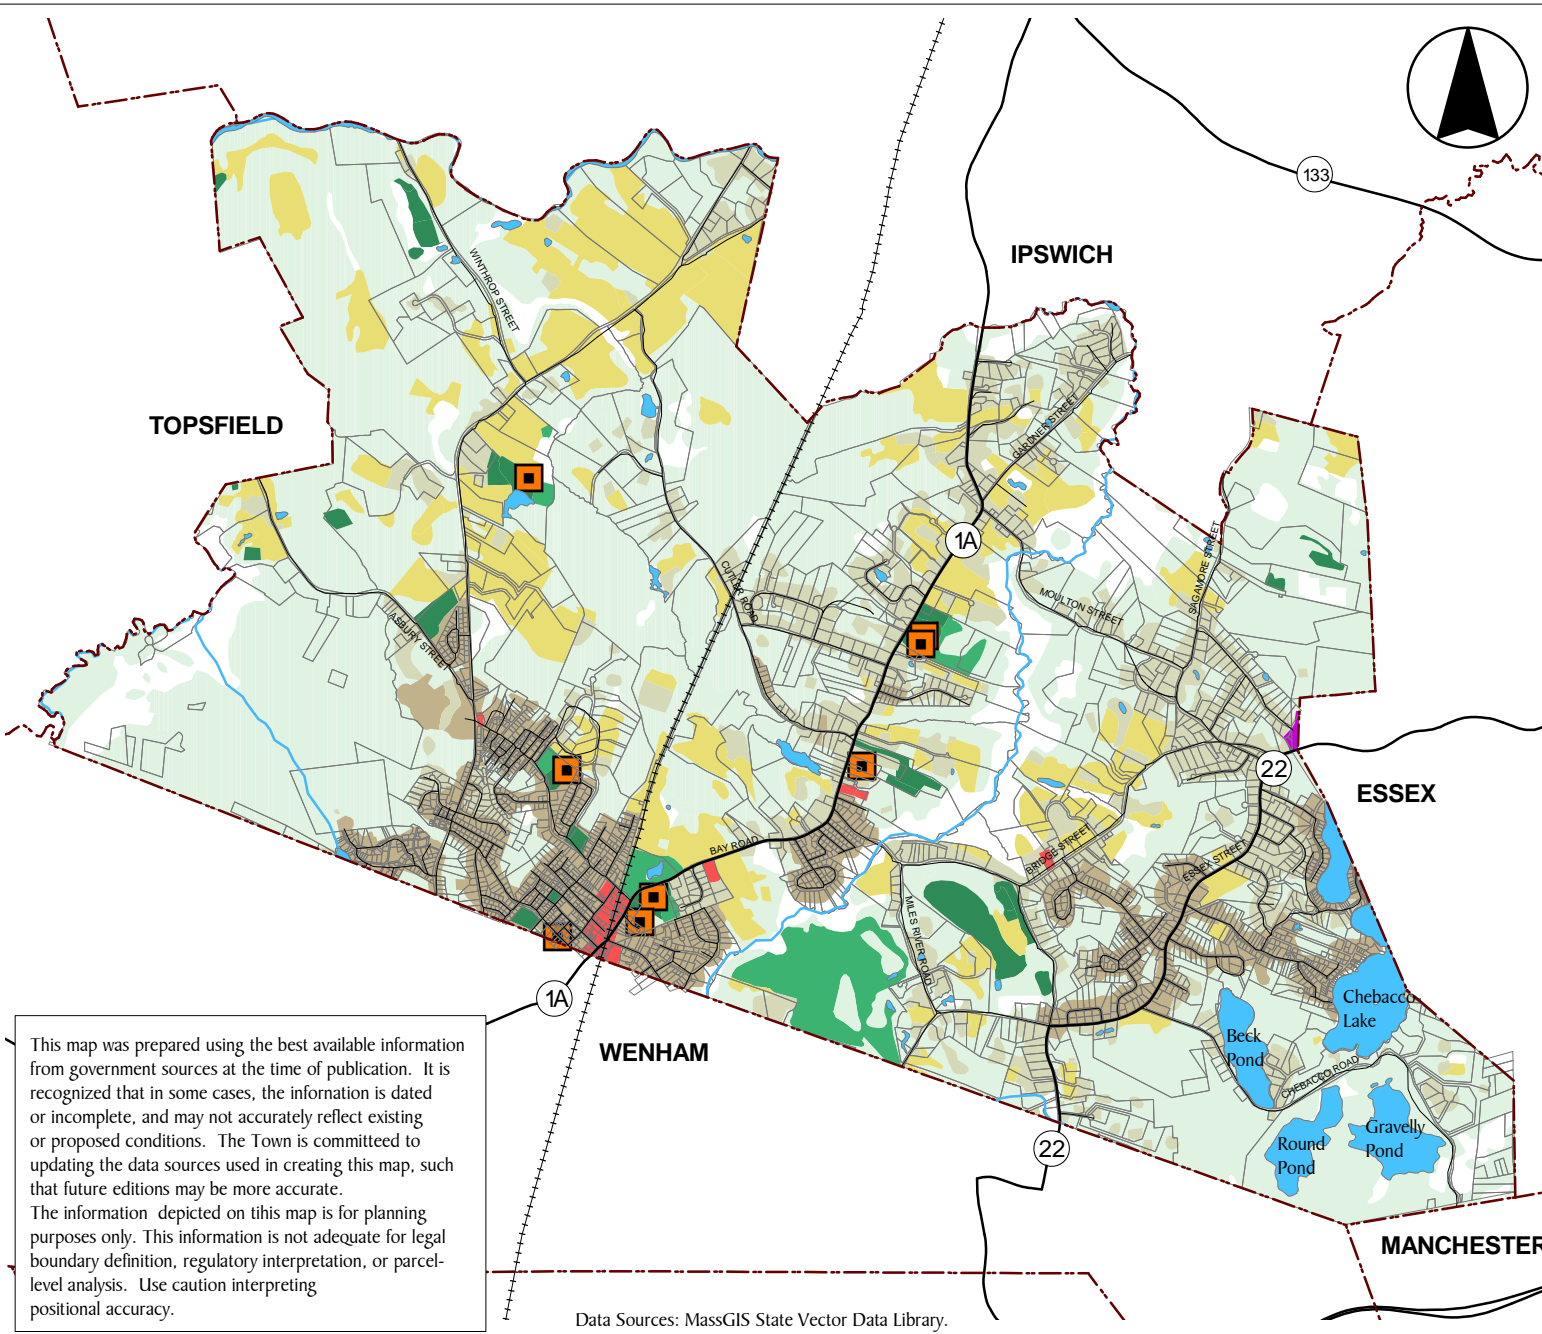 133
IPSWICH
WINTHROP STREET
TOPSFIELD
GARDNER STREET
1A
SAGAMORE STREET
CUTLER ROAD
MOULTON STREET
ASBURY STREET
22
ESSEX
BAY ROAD
BRIDGE STREET
ESSEX STREET
MILES RIVER ROAD
1A
Chebacco
Lake
Beck
Pond
WENHAM
CHEBACCO ROAD
Gravelly
Pond
Round
Pond
22
MANCHESTER
This map was prepared using the best available information
from government sources at the time of publication.  It is
recognized that in some cases, the infornation is dated
or incomplete, and may not accurately reflect existing
or proposed conditions.  The Town is committeed to
updating the data sources used in creating this map, such
that future editions may be more accurate.
The information  depicted on tihis map is for planning
purposes only. This information is not adequate for legal
boundary definition, regulatory interpretation, or parcel-
level analysis.  Use caution interpreting
positional accuracy.
Data Sources: MassGIS State Vector Data Library.